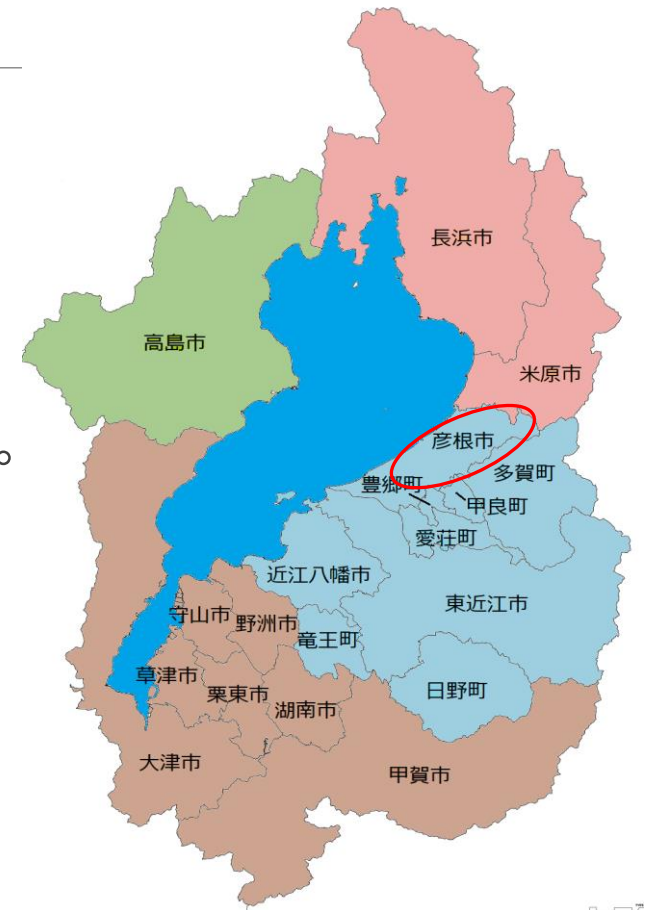 長浜市
高島市
米原市
彦根市
多賀町
豊郷町
甲良町
愛荘町
近江八幡市
東近江市
守山市
野洲市
竜王町
草津市
栗東市
日野町
湖南市
大津市
甲賀市
。